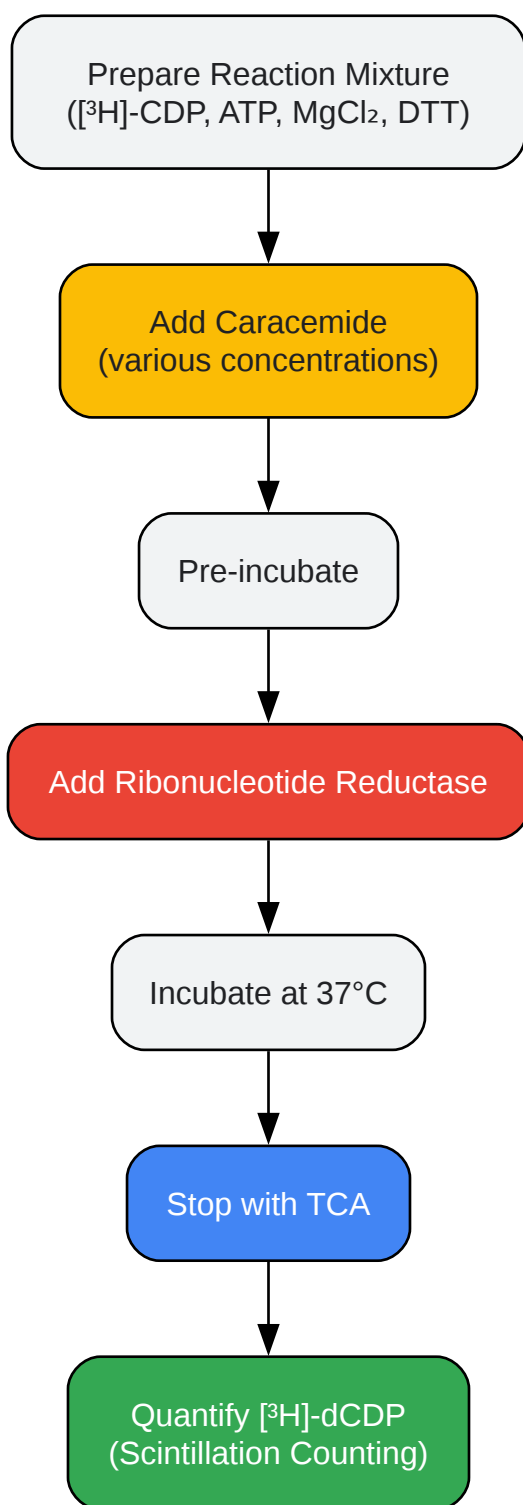 Prepare Reaction Mixture
([³H]-CDP, ATP, MgCl₂, DTT)
Add Caracemide
(various concentrations)
Pre-incubate
Add Ribonucleotide Reductase
Incubate at 37°C
Stop with TCA
Quantify [³H]-dCDP
(Scintillation Counting)